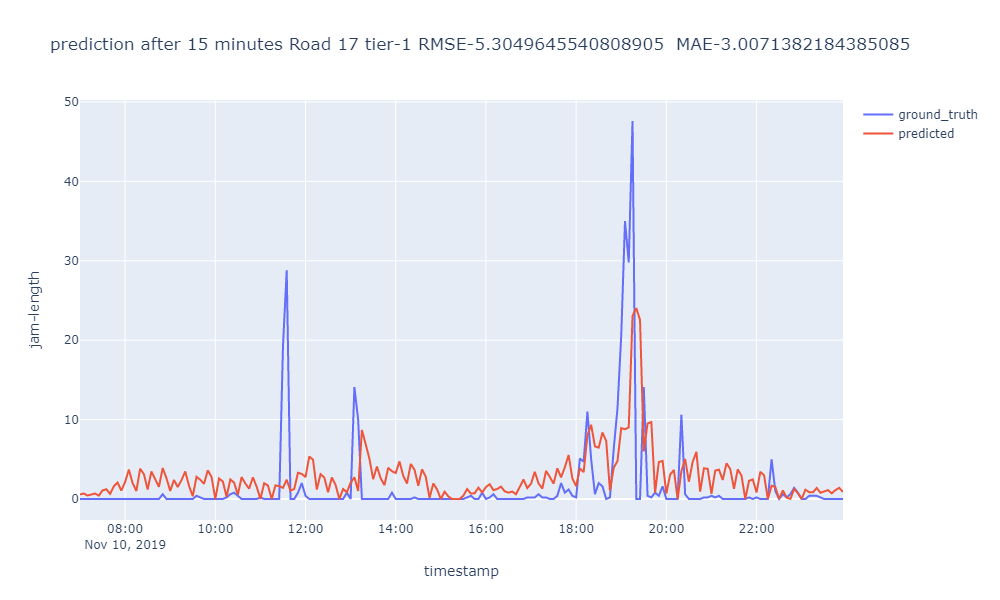 prediction after 15 minutes Road 17 tier-1 RMSE-5.3049645540808905  MAE-3.0071382184385085
ground_truth
predicted
50
40
30
20
10
0
jam-length
08:00 10:00 12:00 14:00 16:00 18:00 20:00 22:00
Nov 10, 2019
timestamp